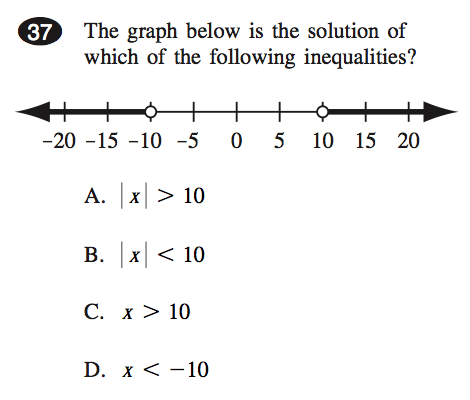 37 The graph below is the solution of
which of the following inequalities?
-20 -15 -10 -5 0 5 10 15 20
A. |x| > 10
B. |x| < 10
C. x > 10
D. x < -10